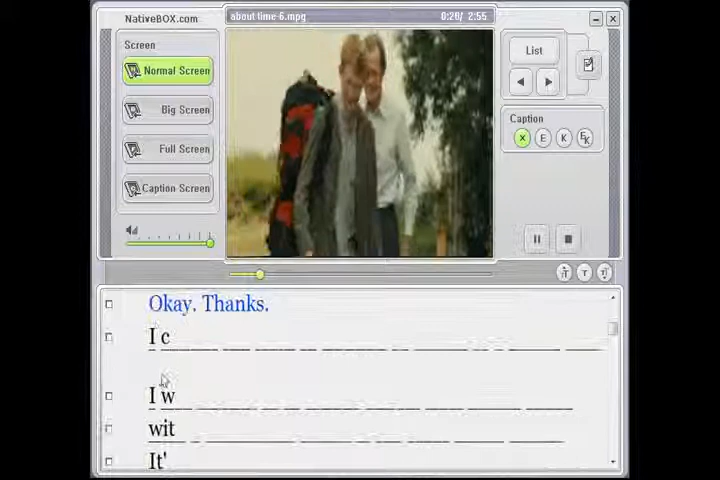 NativeBOX.com
about time-6.mpg
0:20/ 2:55
Screen
Normal Screen
Big Screen
Full Screen
Caption Screen
List
Caption
X E K EK
T T T
Okay. Thanks.
I c
I w
wit
It'